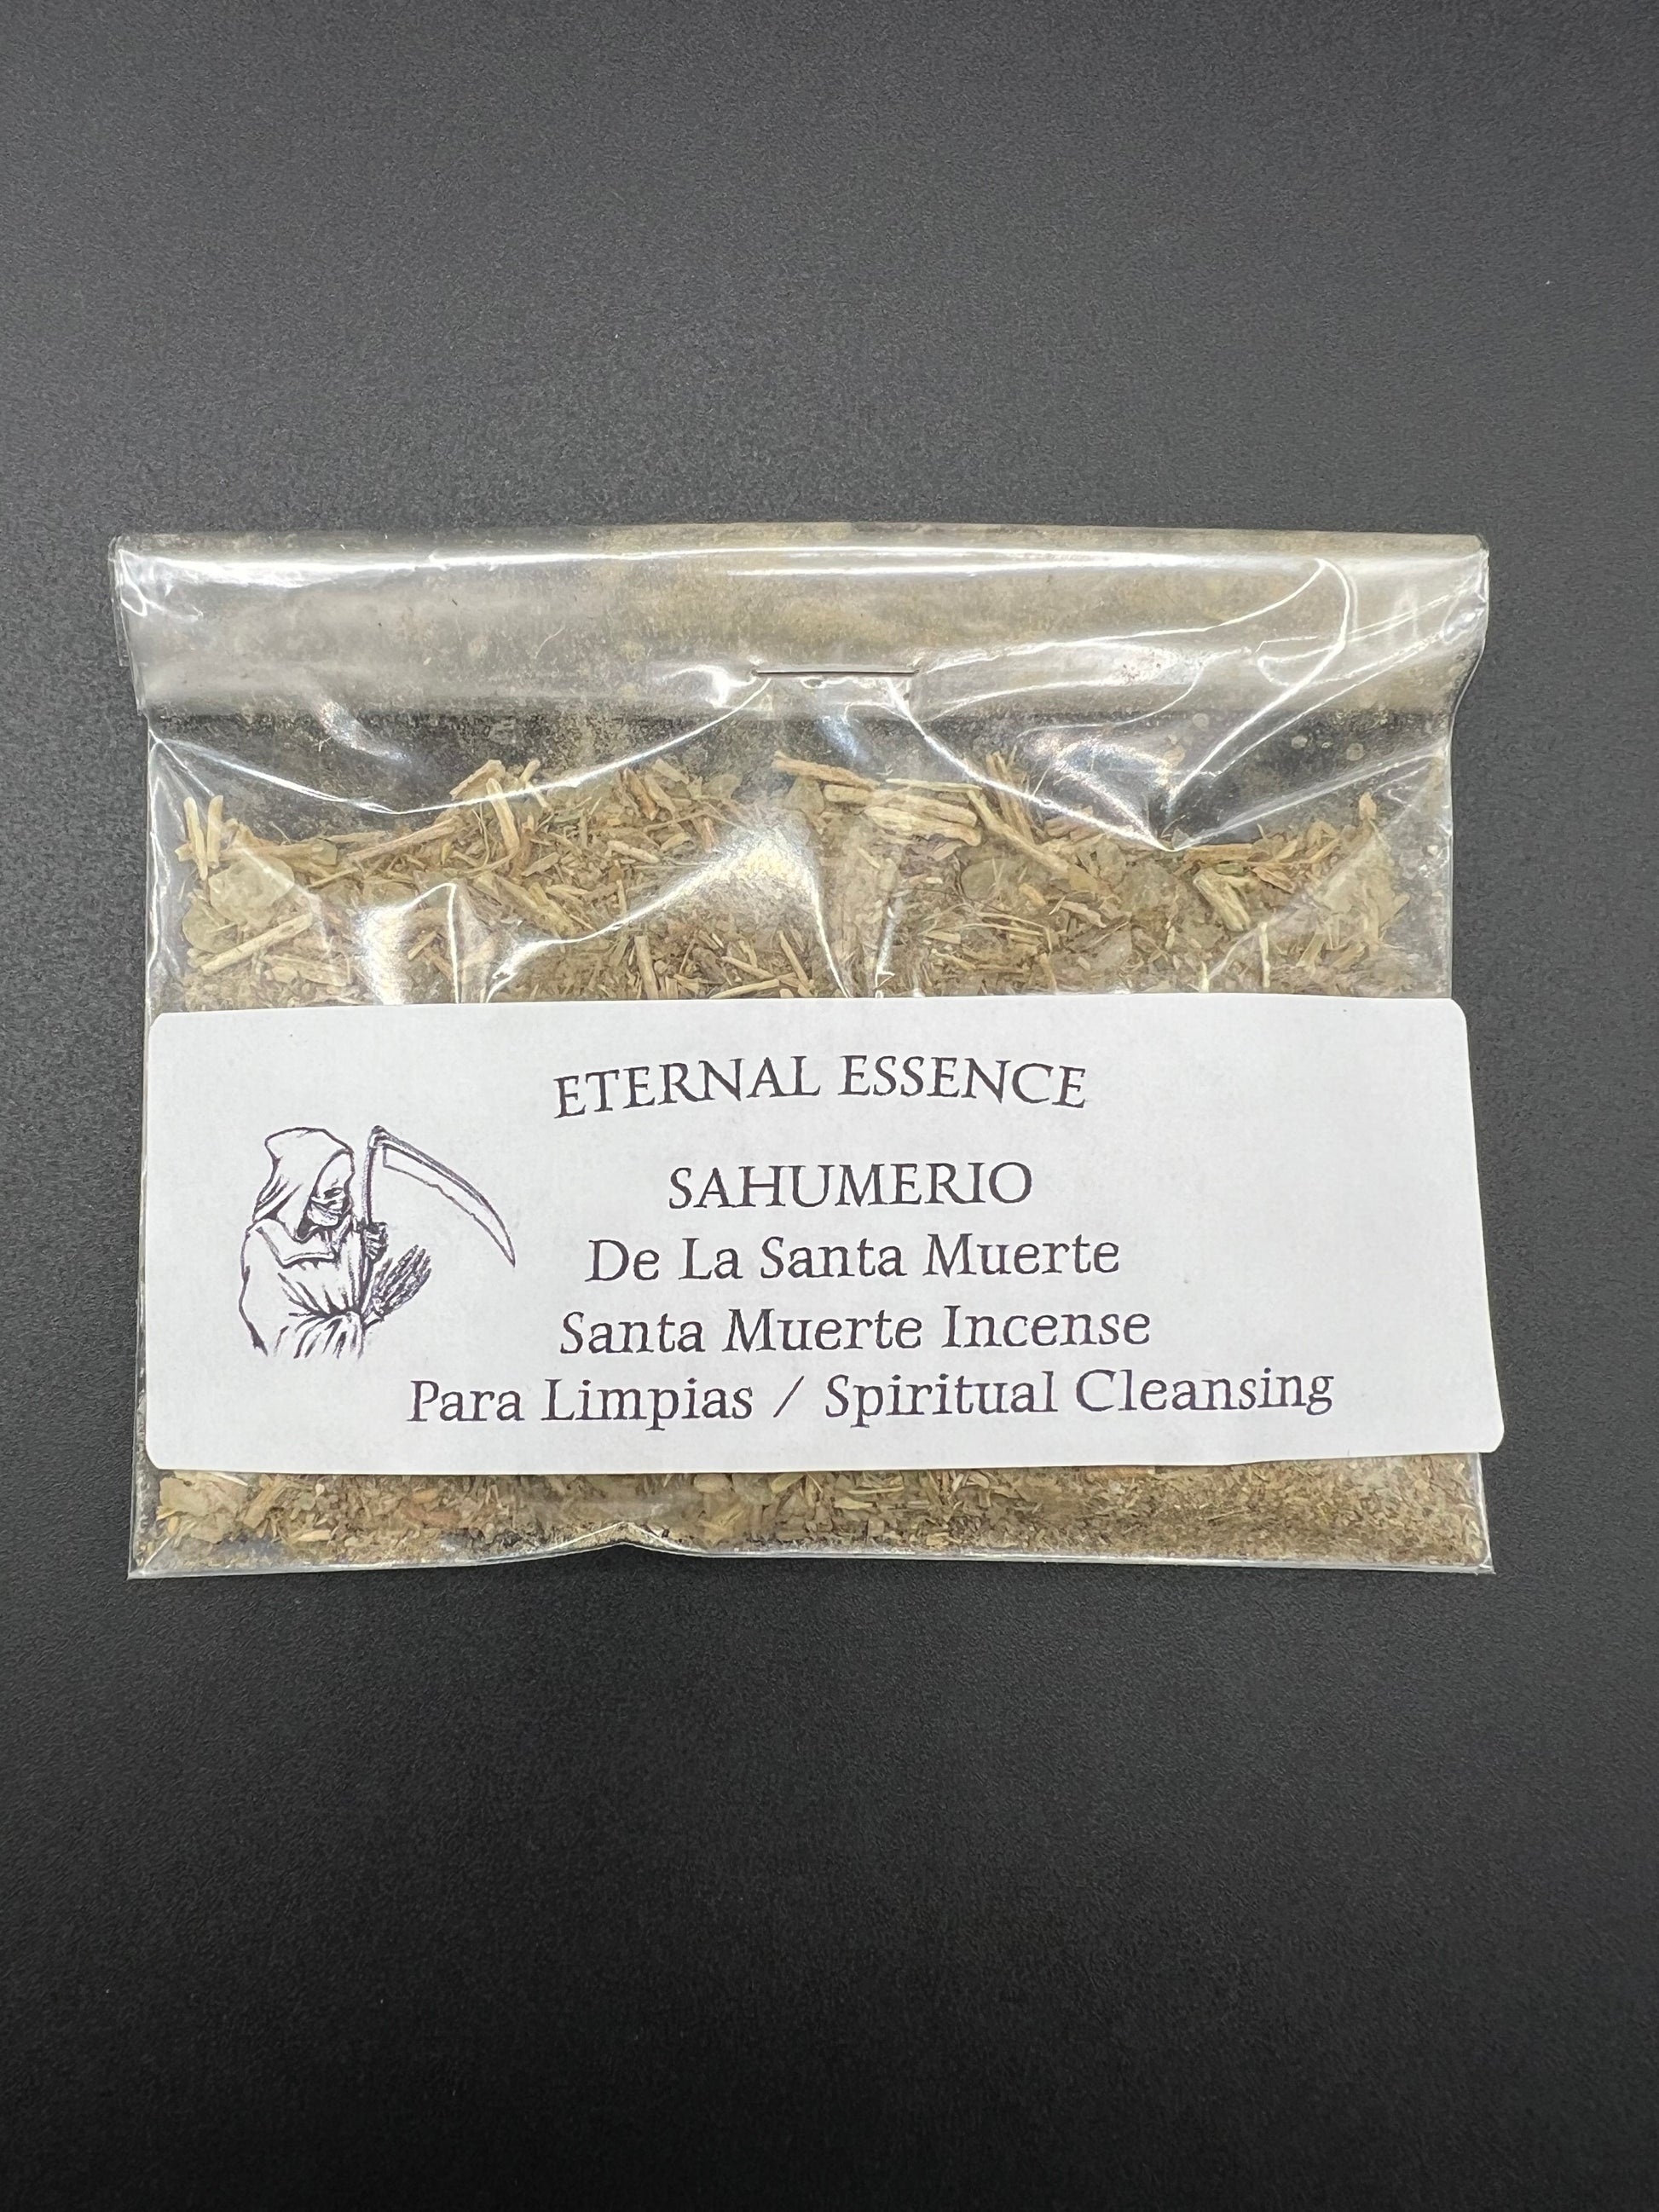 ETERNAL ESSENCE
SAHUMERIO
De La Santa Muerte
Santa Muerte Incense
Para Limpias / Spiritual Cleansing